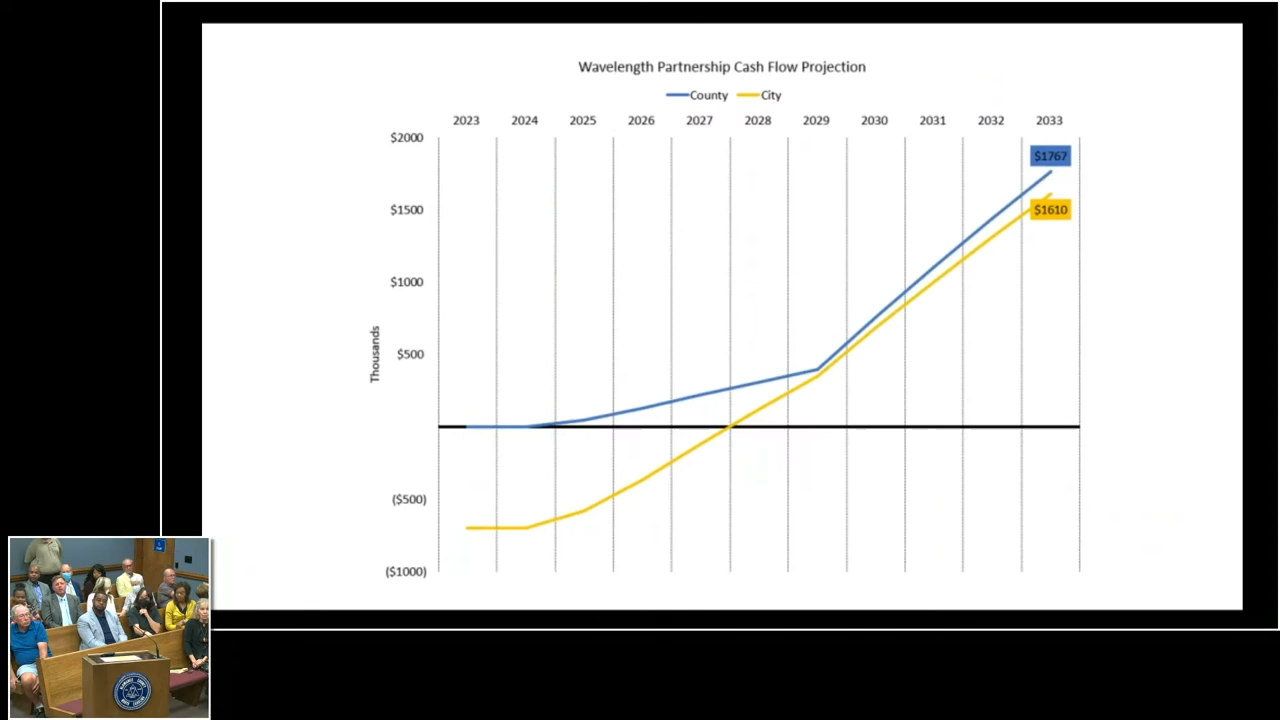 Wavelength Partnership Cash Flow Projection
County City
2023 2024 2025 2026 2027 2028 2029 2030 2031 2032 2033
$2000
$1767
$1500
$1610
$1000
$500
Thousands
($500)
($1000)